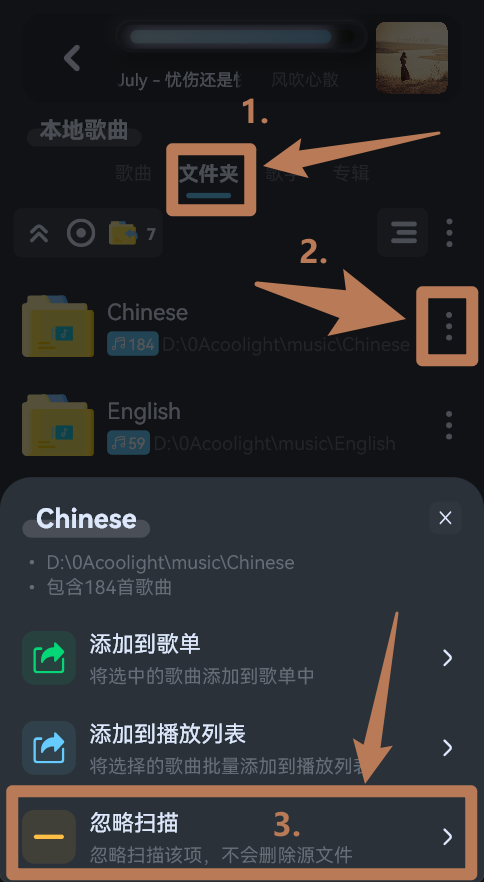 July - 忧伤还是快
风吹心散
1.
本地歌曲
歌曲 文件夹 歌手 专辑
7
2.
Chinese
184 D:\0Acoolight\music\Chinese
English
59 D:\0Acoolight\music\English
Chinese
• D:\0Acoolight\music\Chinese
• 包含184首歌曲
添加到歌单
将选中的歌曲添加到歌单中
添加到播放列表
将选择的歌曲批量添加到播放列表
忽略扫描
3.
忽略扫描该项，不会删除源文件